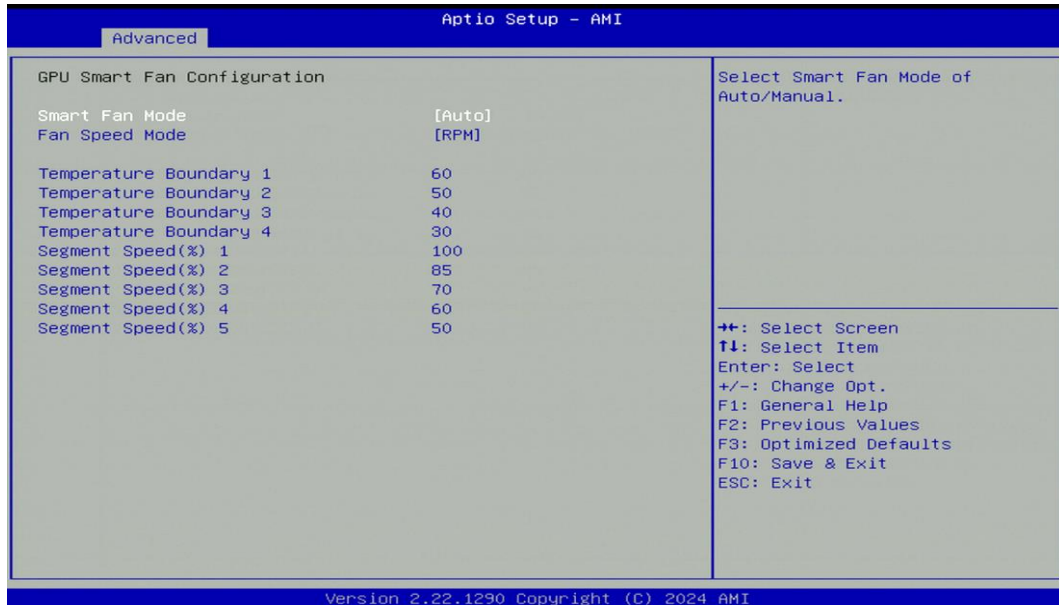 Aptio Setup - AMI
Advanced
GPU Smart Fan Configuration
Smart Fan Mode [Auto]
Fan Speed Mode [RPM]
Temperature Boundary 1 60
Temperature Boundary 2 50
Temperature Boundary 3 40
Temperature Boundary 4 30
Segment Speed(%) 1 100
Segment Speed(%) 2 85
Segment Speed(%) 3 70
Segment Speed(%) 4 60
Segment Speed(%) 5 50
Select Smart Fan Mode of
Auto/Manual.
→←: Select Screen
↑↓: Select Item
Enter: Select
+/-: Change Opt.
F1: General Help
F2: Previous Values
F3: Optimized Defaults
F10: Save & Exit
ESC: Exit
Version 2.22.1290 Copyright (C) 2024 AMI